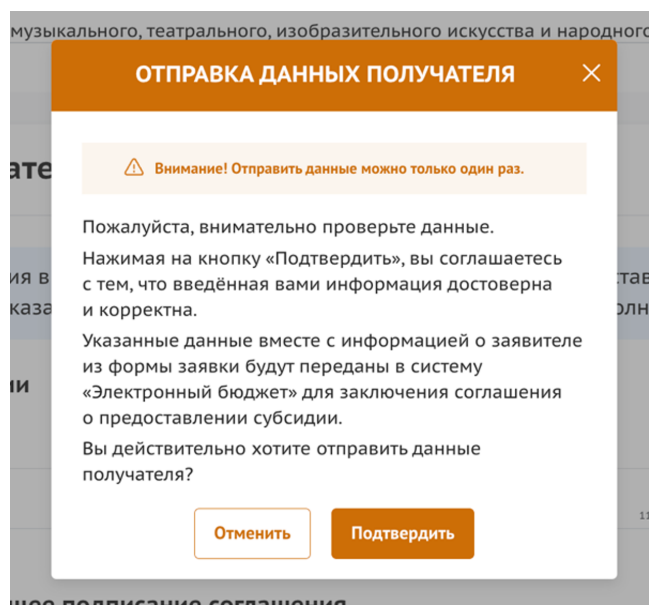 музыкального, театрального, изобразительного искусства и народного
ОТПРАВКА ДАННЫХ ПОЛУЧАТЕЛЯ
Внимание! Отправить данные можно только один раз.
Пожалуйста, внимательно проверьте данные.
Нажимая на кнопку «Подтвердить», вы соглашаетесь
с тем, что введённая вами информация достоверна
и корректна.
Указанные данные вместе с информацией о заявителе
из формы заявки будут переданы в систему
«Электронный бюджет» для заключения соглашения
о предоставлении субсидии.
Вы действительно хотите отправить данные
получателя?
Отменить
Подтвердить
подписание соглашения